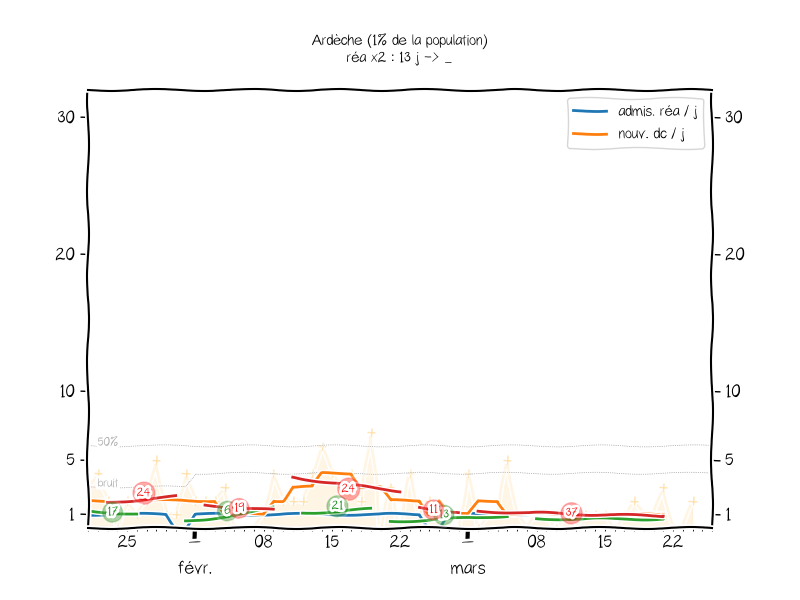 Ardèche (1% de la population)
réa x2 : 13 j -> _
admis. réa / j
nouv. dc / j
30 30
20 20
10 10
50%
5 5
bruit
24 24
17 6 19 21 11 3 37
1 1
25 08 15 22 08 15 22
févr. mars